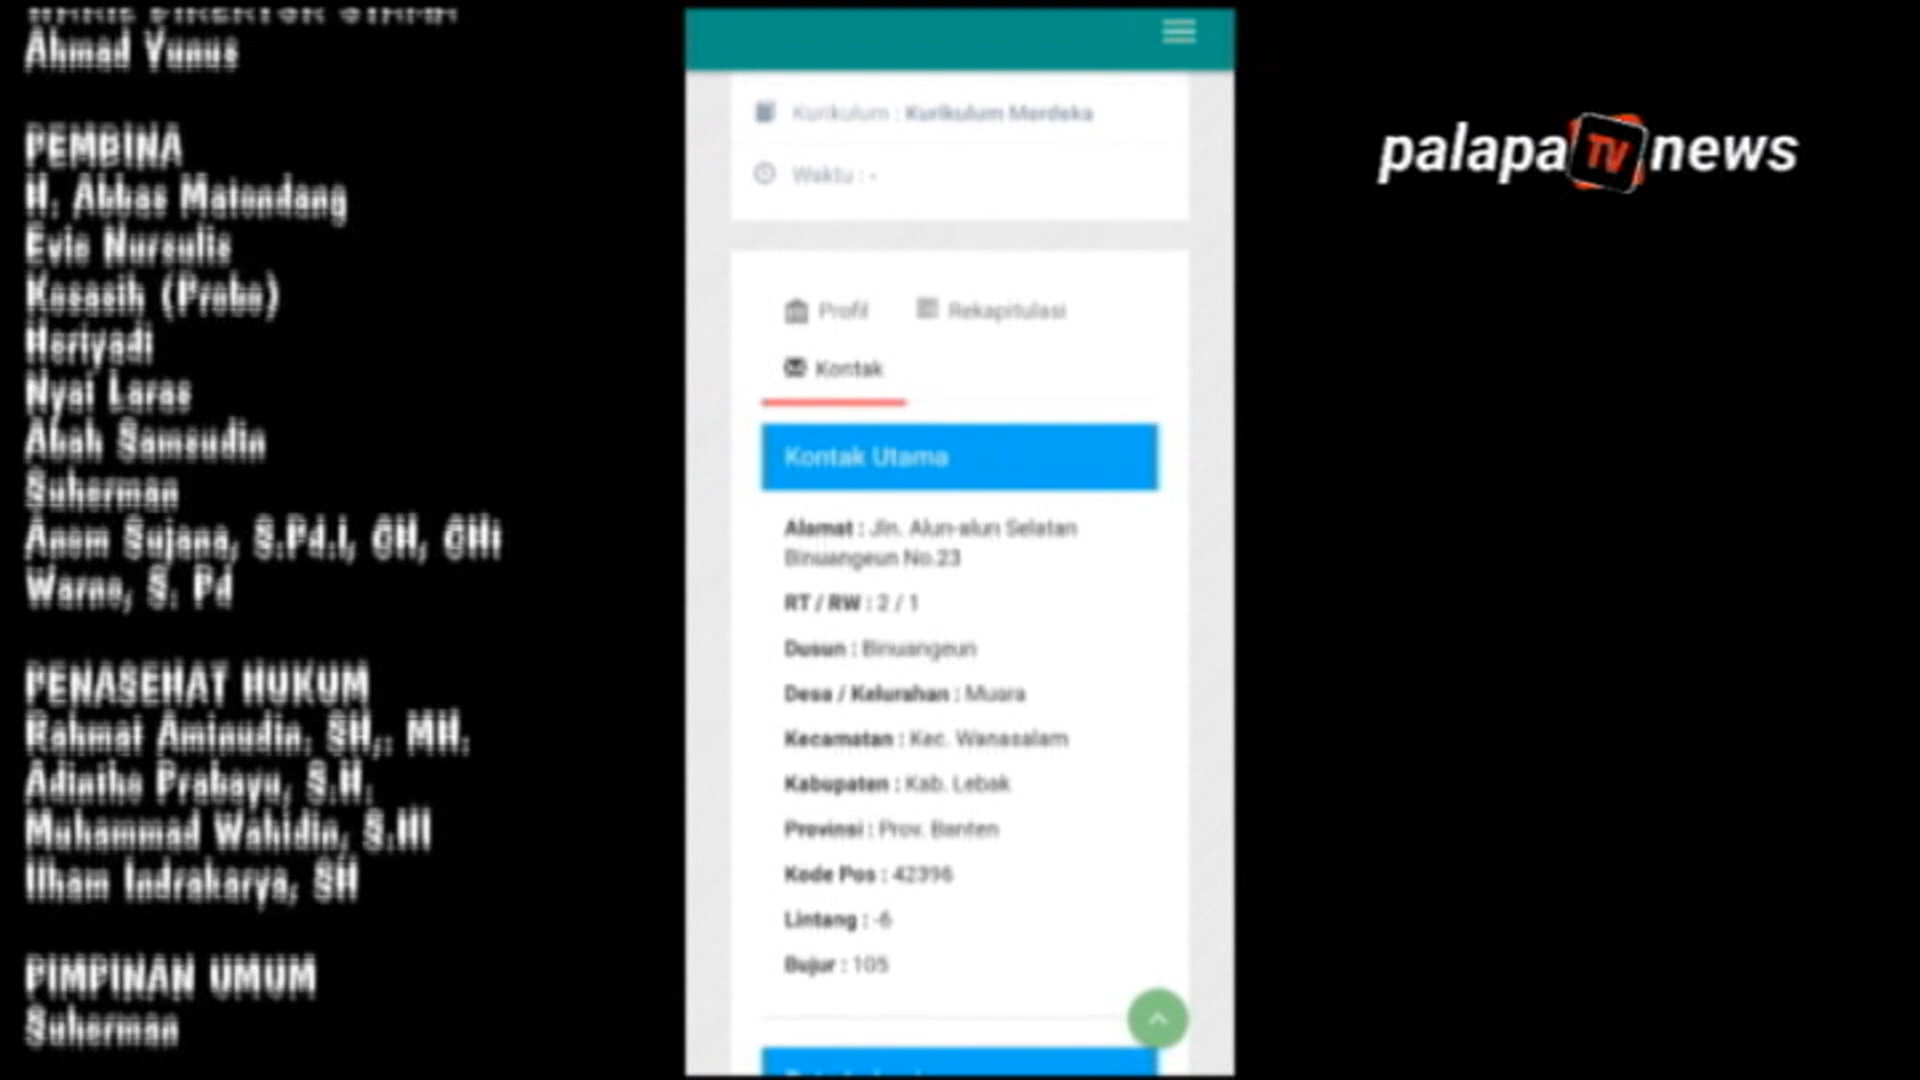 Ahmad Yunus
PEMBINA
H. Abbas Matondang
Evie Nursulie
Kosasih (Probo)
Heriyadi
Nyai Laras
Abah Samsudin
Suherman
Anom Sujana, S.Pd.I, CH, CHt
Warno, S. Pd
PENASEHAT HUKUM
Rahmat Aminudin. SH,. MH.
Adintho Prabayu, S.H.
Muhammad Wahidin, S.HI
Ilham Indrakarya, SH
PIMPINAN UMUM
Suherman
Kurikulum : Kurikulum Merdeka
Waktu : -
Profil Rekapitulasi
Kontak
Kontak Utama
Alamat : Jln. Alun-alun Selatan
Binuangeun No.23
RT / RW : 2 / 1
Dusun : Binuangeun
Desa / Kelurahan : Muara
Kecamatan : Kec. Wanasalam
Kabupaten : Kab. Lebak
Provinsi : Prov. Banten
Kode Pos : 42396
Lintang : -6
Bujur : 105
palapa TV news